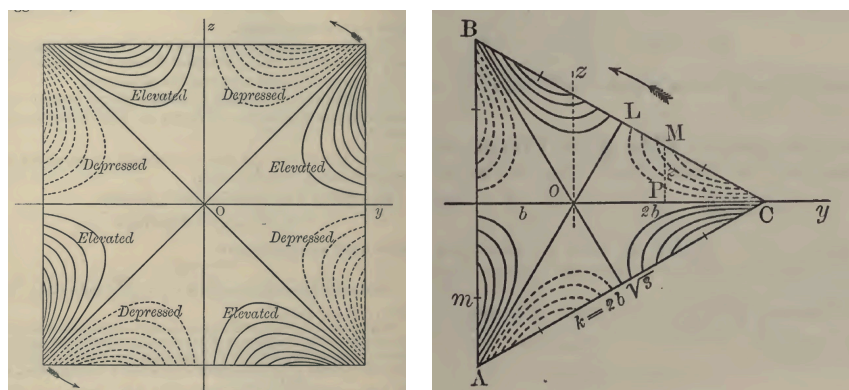 z
Elevated
Depressed
Depressed
Elevated
O
y
Elevated
Depressed
Depressed
Elevated
B
z
L
M
P
z
O
b
2b
C
y
m
k=2b√3
A